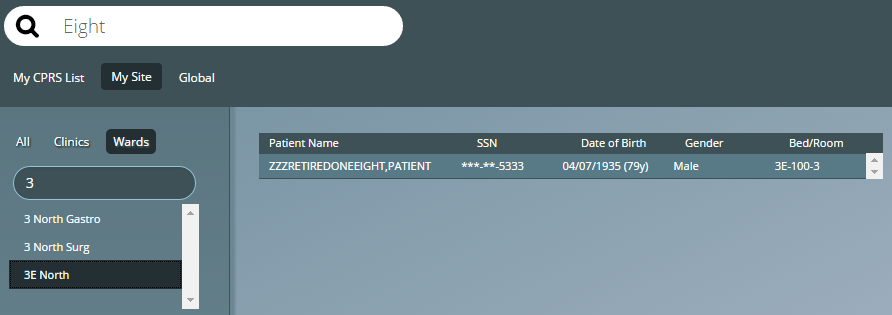 Eight
My CPRS List My Site Global
All Clinics Wards
3
3 North Gastro
3 North Surg
3E North
Patient Name SSN Date of Birth Gender Bed/Room
ZZZRETIREDONEEIGHT,PATIENT ***-**-5333 04/07/1935 (79y) Male 3E-100-3